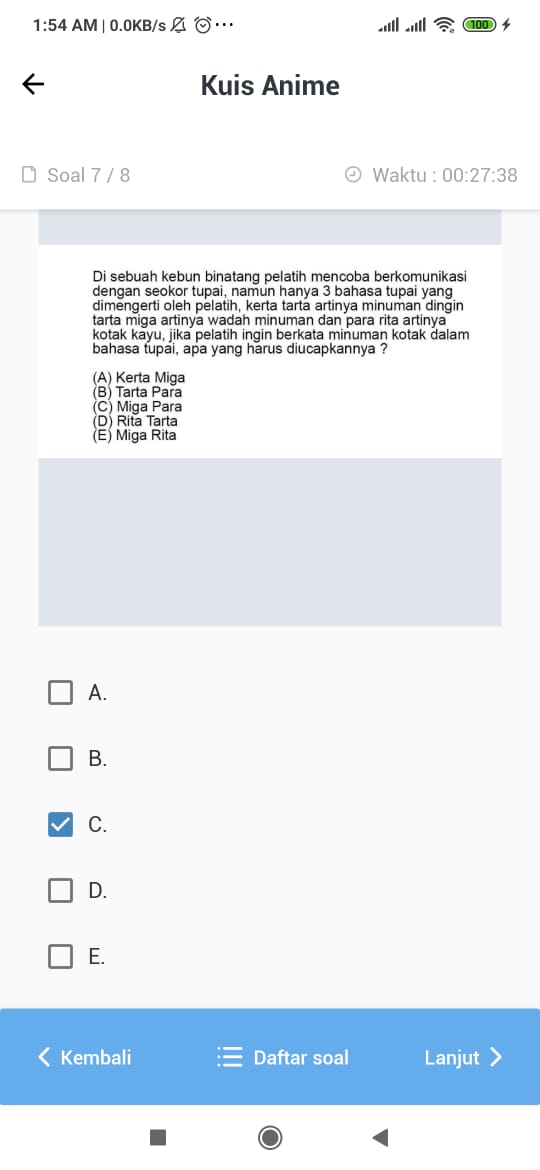 1:54 AM | 0.0KB/s ... 100
Kuis Anime
Soal 7 / 8 Waktu : 00:27:38
Di sebuah kebun binatang pelatih mencoba berkomunikasi
dengan seokor tupai, namun hanya 3 bahasa tupai yang
dimengerti oleh pelatih, kerta tarta artinya minuman dingin
tarta miga artinya wadah minuman dan para rita artinya
kotak kayu, jika pelatih ingin berkata minuman kotak dalam
bahasa tupai, apa yang harus diucapkannya ?
(A) Kerta Miga
(B) Tarta Para
(C) Miga Para
(D) Rita Tarta
(E) Miga Rita
A.
B.
C.
D.
E.
Kembali Daftar soal Lanjut